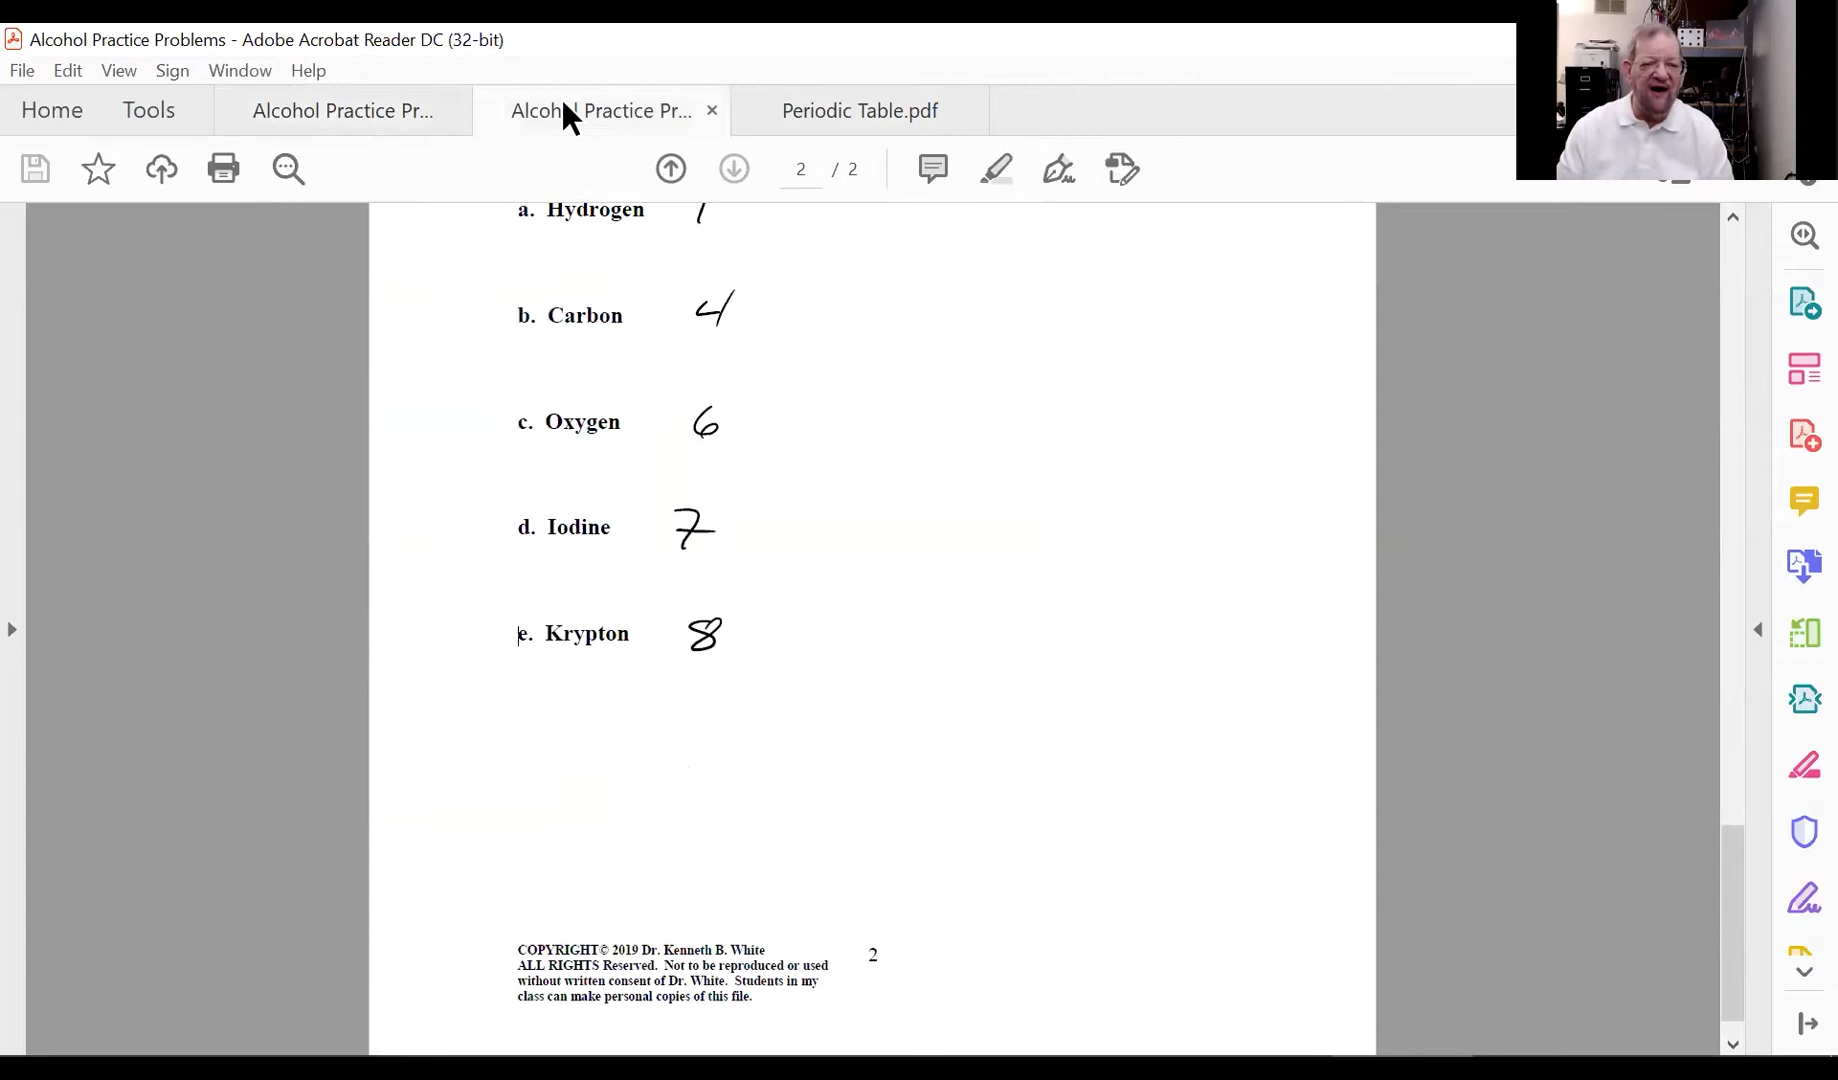 Alcohol Practice Problems - Adobe Acrobat Reader DC (32-bit)
File Edit View Sign Window Help
Home Tools Alcohol Practice Pr... Alcohol Practice Pr... × Periodic Table.pdf
2 / 2
a. Hydrogen 1
b. Carbon 4
c. Oxygen 6
d. Iodine 7
e. Krypton 8
COPYRIGHT© 2019 Dr. Kenneth B. White
ALL RIGHTS Reserved. Not to be reproduced or used
without written consent of Dr. White. Students in my
class can make personal copies of this file.
2